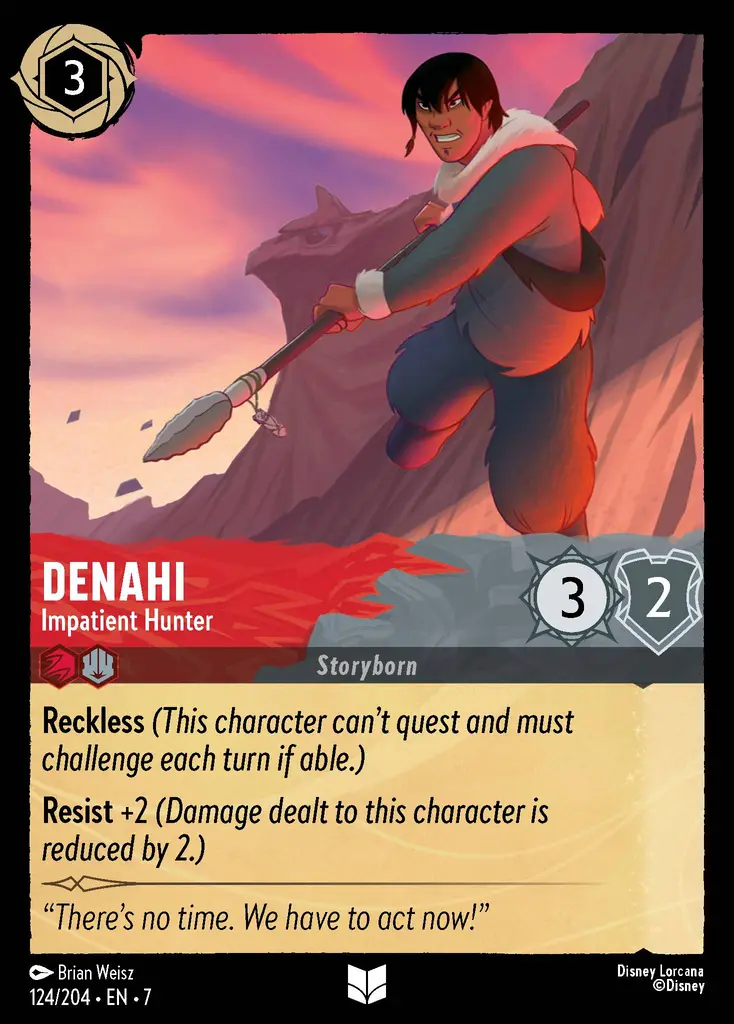 3
DENAHI
Impatient Hunter
3
2
Storyborn
Reckless (This character can't quest and must
challenge each turn if able.)
Resist +2 (Damage dealt to this character is
reduced by 2.)
“There's no time. We have to act now!”
Brian Weisz
Disney Lorcana
124/204 • EN • 7
©Disney